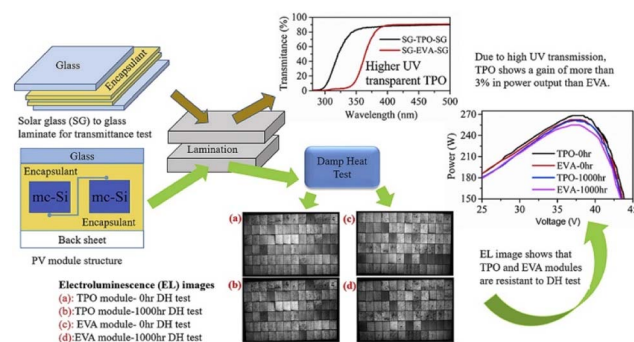 Glass
Encapsulant
Solar glass (SG) to glass
laminate for transmittance test
Glass
Encapsulant
mc-Si
mc-Si
Encapsulant
Back sheet
PV module structure
Lamination
Transmitance (%)
100
80
60
40
20
0
SG-TPO-SG
SG-EVA-SG
Higher UV
transparent TPO
300
350
400
450
500
Wavelength (nm)
Damp Heat
Test
Due to high UV transmission,
TPO shows a gain of more than
3% in power output than EVA.
Power (W)
270
240
210
180
150
TPO-0hr
EVA-0hr
TPO-1000hr
EVA-1000hr
25
30
35
40
45
Voltage (V)
(a)
(c)
(b)
(d)
EL image shows that
TPO and EVA modules
are resistant to DH test
Electroluminescence (EL) images
(a): TPO module- 0hr DH test
(b):TPO module-1000hr DH test
(c): EVA module- 0hr DH test
(d):EVA module-1000hr DH test